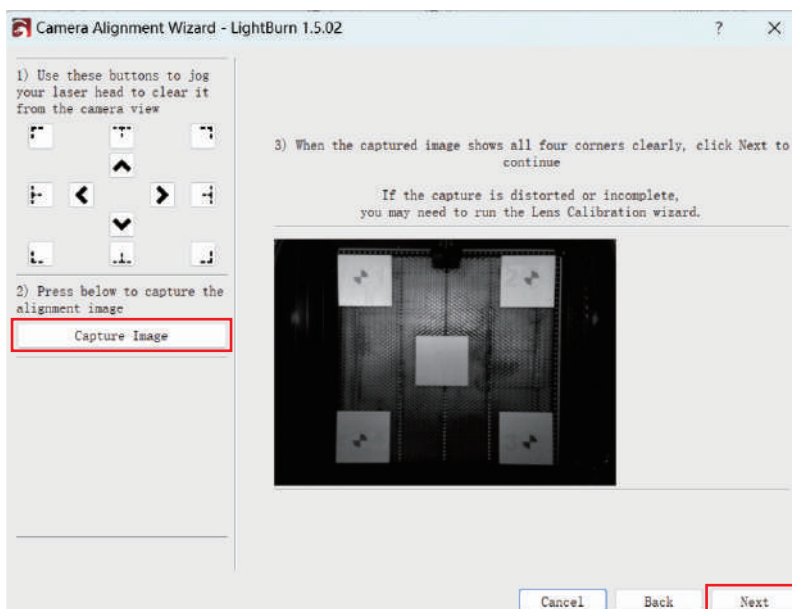 Camera Alignment Wizard - LightBurn 1.5.02
?
1) Use these buttons to jog
your laser head to clear it
from the camera view
2) Press below to capture the
alignment image
Capture Image
3) When the captured image shows all four corners clearly, click Next to
continue
If the capture is distorted or incomplete,
you may need to run the Lens Calibration wizard.
Cancel
Back
Next